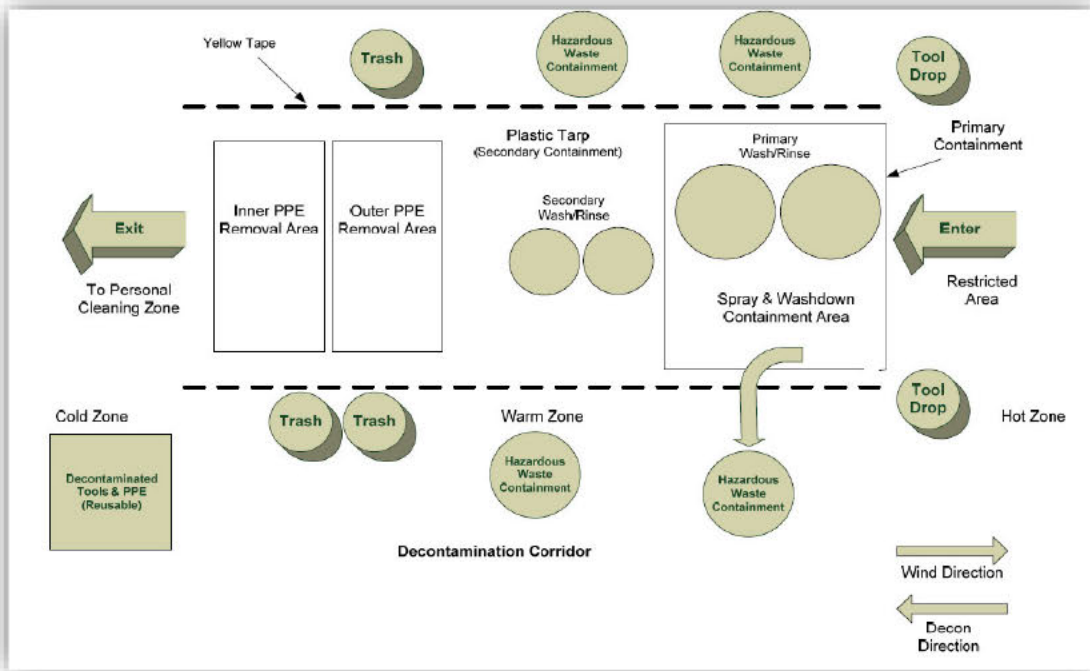 Yellow Tape
Trash
Hazardous
Waste
Containment
Hazardous
Waste
Containment
Tool
Drop
Plastic Tarp
(Secondary Containment)
Primary
Wash/Rinse
Primary
Containment
Inner PPE
Removal Area
Outer PPE
Removal Area
Secondary
Wash/Rinse
Exit
Enter
To Personal
Cleaning Zone
Spray & Washdown
Containment Area
Restricted
Area
Cold Zone
Trash
Trash
Warm Zone
Tool
Drop
Hot Zone
Decontaminated
Tools & PPE
(Reusable)
Hazardous
Waste
Containment
Hazardous
Waste
Containment
Decontamination Corridor
Wind Direction
Decon
Direction